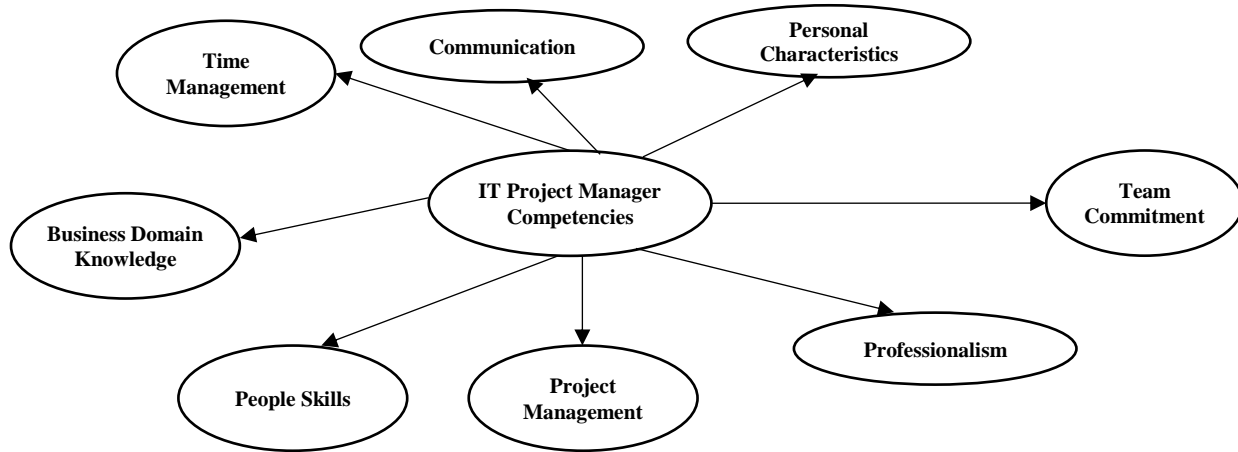 Time
Management
Communication
Personal
Characteristics
IT Project Manager
Competencies
Team
Commitment
Business Domain
Knowledge
Professionalism
People Skills
Project
Management